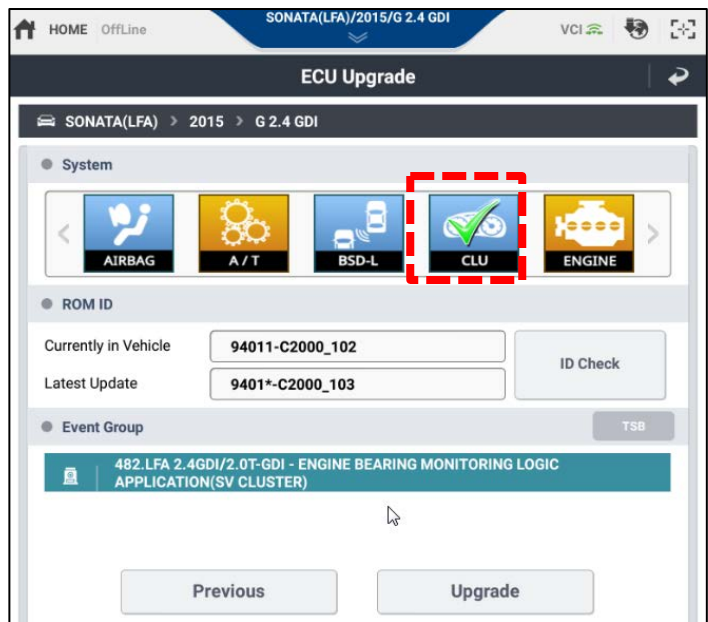 HOME OffLine SONATA(LFA)/2015/G 2.4 GDI VCI
ECU Upgrade
SONATA(LFA) > 2015 > G 2.4 GDI
System
< AIRBAG A/T BSD-L CLU ENGINE >
ROM ID
Currently in Vehicle 94011-C2000_102
ID Check
Latest Update 9401*-C2000_103
Event Group TSB
482.LFA 2.4GDI/2.0T-GDI - ENGINE BEARING MONITORING LOGIC
APPLICATION(SV CLUSTER)
Previous Upgrade